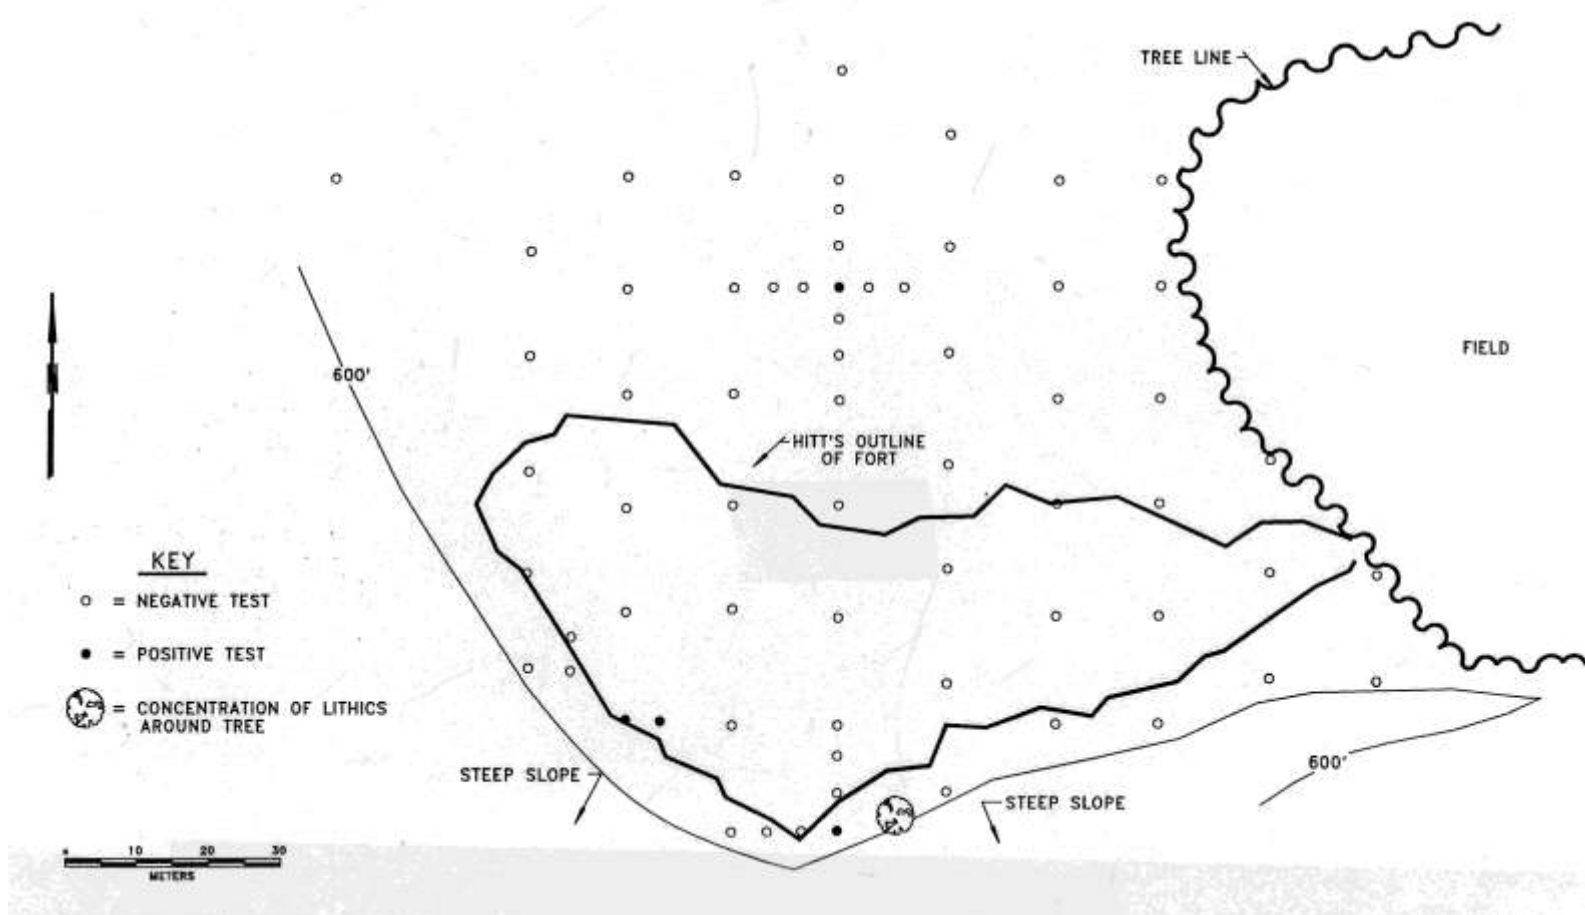 TREE LINE
600'
FIELD
HITT'S OUTLINE
OF FORT
KEY
= NEGATIVE TEST
= POSITIVE TEST
= CONCENTRATION OF LITHICS
AROUND TREE
STEEP SLOPE
STEEP SLOPE
600'
10 20 30
METERS